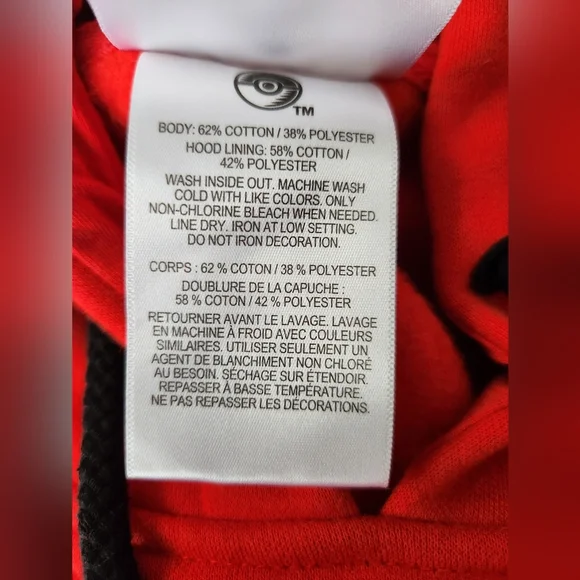 TM
BODY: 62% COTTON / 38% POLYESTER
HOOD LINING: 58% COTTON /
42% POLYESTER
WASH INSIDE OUT. MACHINE WASH
COLD WITH LIKE COLORS. ONLY
NON-CHLORINE BLEACH WHEN NEEDED.
LINE DRY. IRON AT LOW SETTING.
DO NOT IRON DECORATION.
CORPS : 62 % COTON / 38 % POLYESTER
DOUBLURE DE LA CAPUCHE :
58 % COTON / 42 % POLYESTER
RETOURNER AVANT LE LAVAGE. LAVAGE
EN MACHINE À FROID AVEC COULEURS
SIMILAIRES. UTILISER SEULEMENT UN
AGENT DE BLANCHIMENT NON CHLORÉ
AU BESOIN. SÉCHAGE SUR ÉTENDOIR.
REPASSER À BASSE TEMPÉRATURE.
NE PAS REPASSER LES DÉCORATIONS.